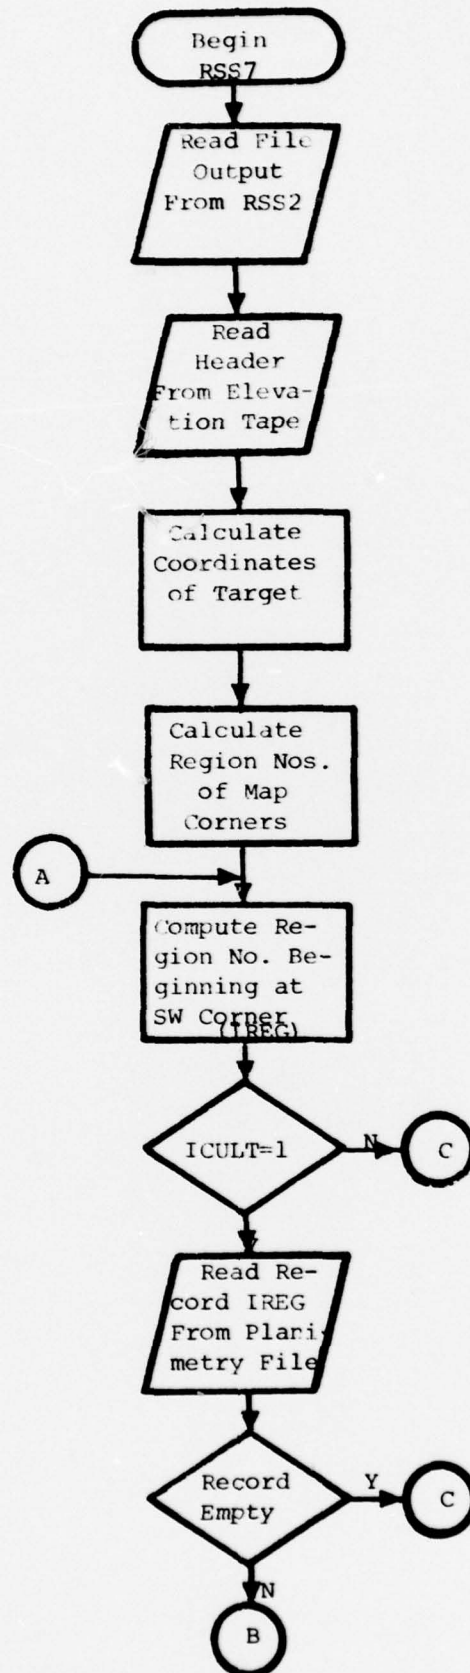 Begin
RSS7
Read File
Output
From RSS2
Read
Header
From Eleva-
tion Tape
Calculate
Coordinates
of Target
Calculate
Region Nos.
of Map
Corners
A
Compute Re-
gion No. Be-
ginning at
SW Corner
(IREG)
ICULT=1
N
C
Y
Read Re-
cord IREG
From Plani-
metry File
Record
Empty
Y
C
N
B